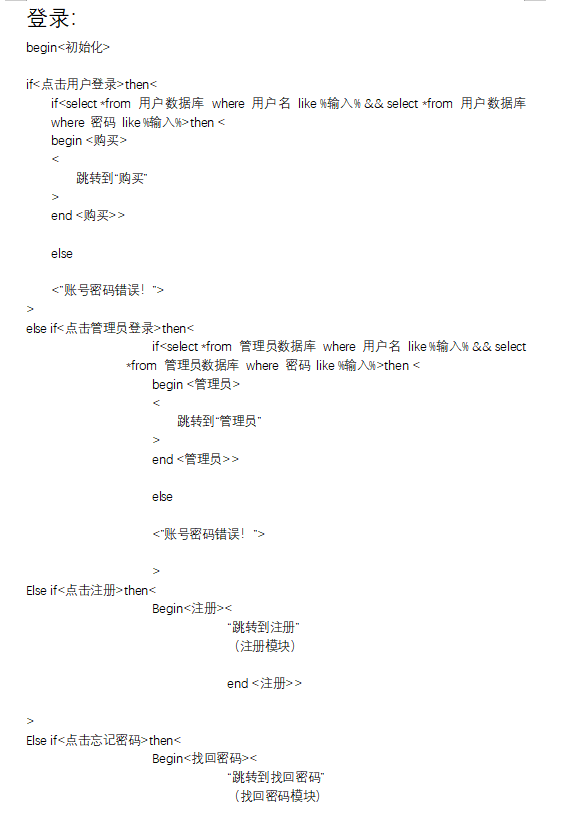 登录：
begin<初始化>
if<点击用户登录>then<
if<select *from 用户数据库 where 用户名 like %输入% && select *from 用户数据库
where 密码 like %输入%>then <
begin <购买>
<
跳转到“购买”
>
end <购买>>
else
<”账号密码错误！”>
>
else if<点击管理员登录>then<
if<select *from 管理员数据库 where 用户名 like %输入% && select
*from 管理员数据库 where 密码 like %输入%>then <
begin <管理员>
<
跳转到“管理员”
>
end <管理员>>
else
<”账号密码错误！”>
>
Else if<点击注册>then<
Begin<注册><
“跳转到注册”
（注册模块）
end <注册>>
>
Else if<点击忘记密码>then<
Begin<找回密码><
“跳转到找回密码”
（找回密码模块）